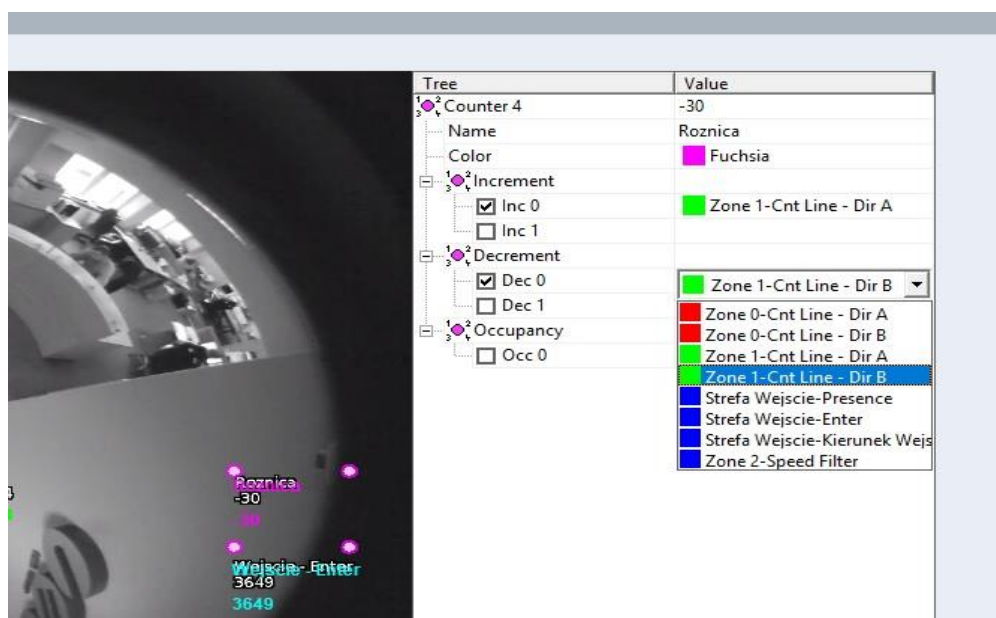 Tree Value
Counter 4 -30
Name Roznica
Color Fuchsia
Increment
Inc 0 Zone 1-Cnt Line - Dir A
Inc 1
Decrement
Dec 0 Zone 1-Cnt Line - Dir B
Dec 1 Zone 0-Cnt Line - Dir A
Zone 0-Cnt Line - Dir B
Occupancy
Occ 0 Zone 1-Cnt Line - Dir A
Zone 1-Cnt Line - Dir B
Strefa Wejscie-Presence
Strefa Wejscie-Enter
Strefa Wejscie-Kierunek Wejs
Zone 2-Speed Filter
Roznica
-30
-30
Wejscie - Enter
3649
3649